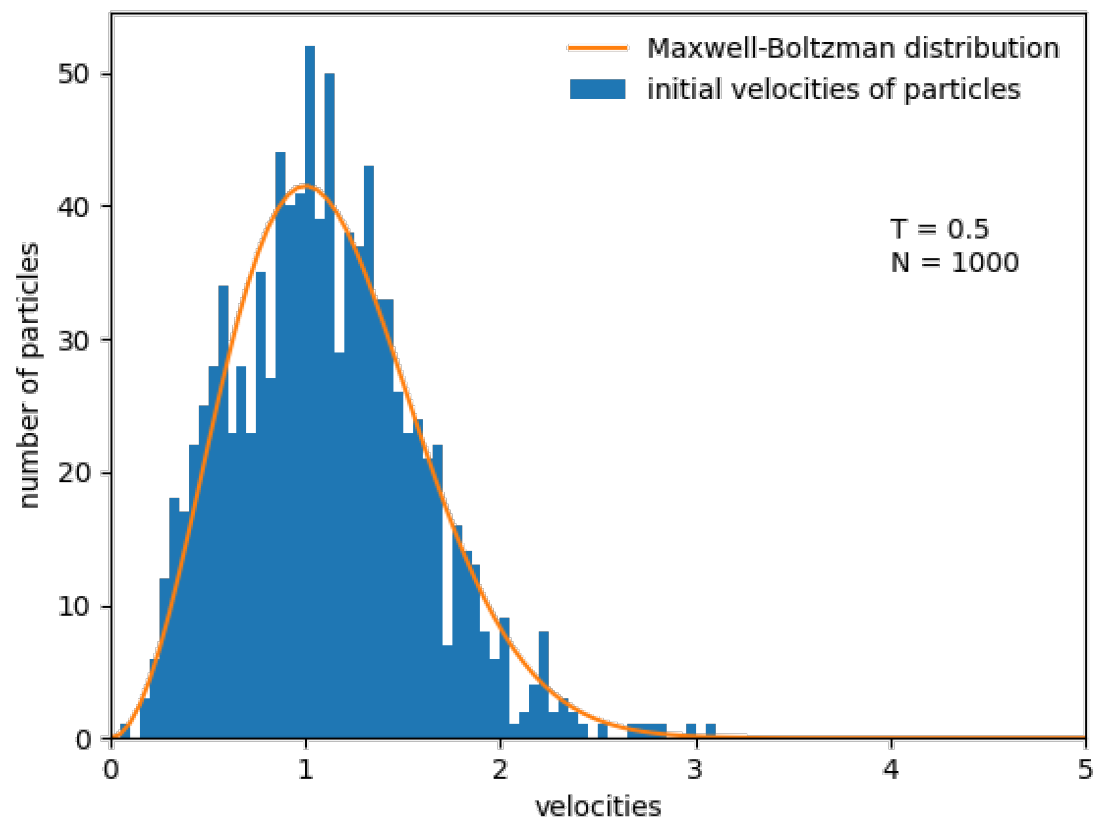 Maxwell-Boltzman distribution
initial velocities of particles
T = 0.5
N = 1000
number of particles
50
40
30
20
10
0
0 1 2 3 4 5
velocities